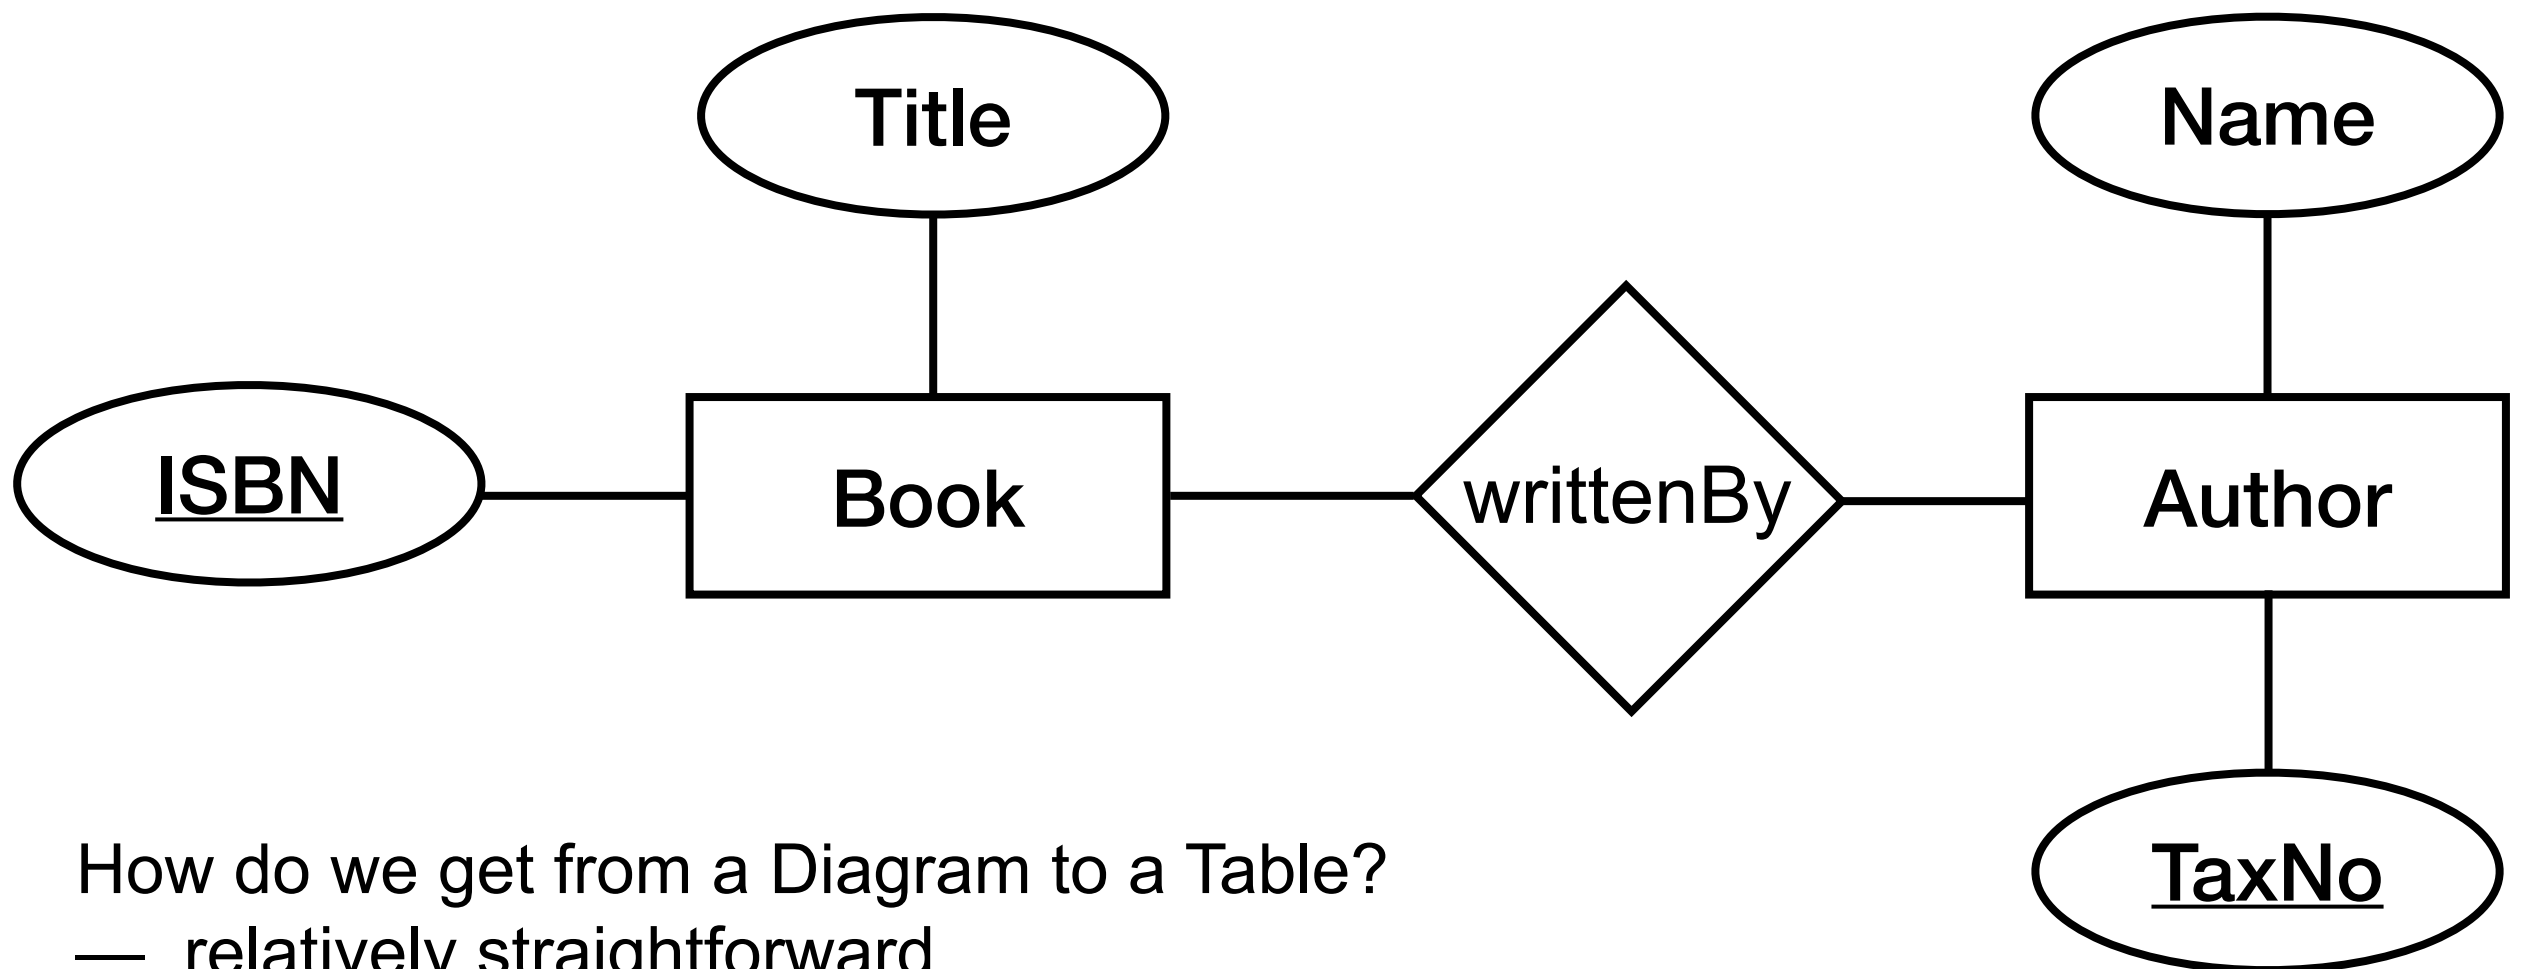 Title
Name
ISBN
Book
writtenBy
Author
TaxNo
How do we get from a Diagram to a Table?
— relatively straightforward